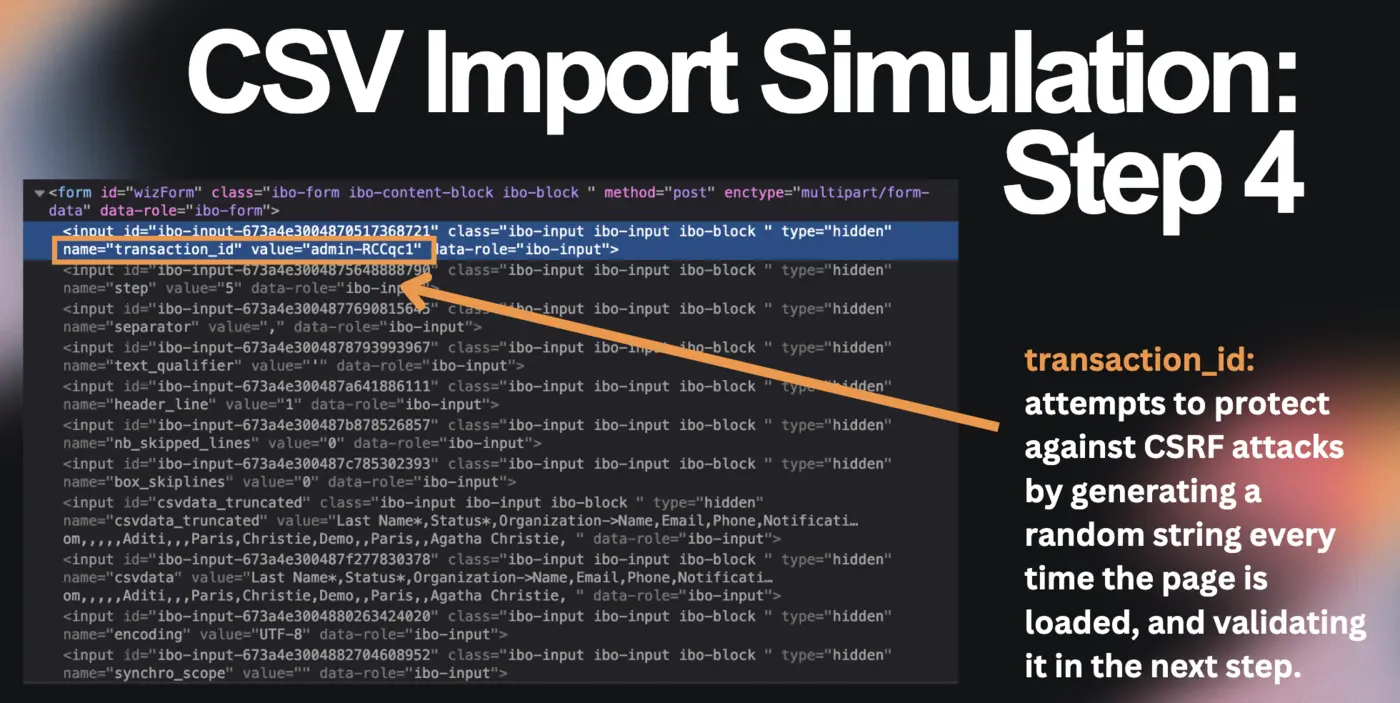 CSV Import Simulation:
Step 4
<form id="wizForm" class="ibo-form ibo-content-block ibo-block " method="post" enctype="multipart/form-
data" data-role="ibo-form">
<input id="ibo-input-673a4e3004870517368721" class="ibo-input ibo-input ibo-block " type="hidden"
name="transaction_id" value="admin-RCCqc1" data-role="ibo-input">
<input id="ibo-input-673a4e3004875648888790" class="ibo-input ibo-input ibo-block " type="hidden"
name="step" value="5" data-role="ibo-input">
<input id="ibo-input-673a4e3004877690815645" class="ibo-input ibo-input ibo-block " type="hidden"
name="separator" value="," data-role="ibo-input">
<input id="ibo-input-673a4e3004878793993967" class="ibo-input ibo-input ibo-block " type="hidden"
name="text_qualifier" value="'" data-role="ibo-input">
<input id="ibo-input-673a4e300487a641886111" class="ibo-input ibo-input ibo-block " type="hidden"
name="header_line" value="1" data-role="ibo-input">
<input id="ibo-input-673a4e300487b878526857" class="ibo-input ibo-input ibo-block " type="hidden"
name="nb_skipped_lines" value="0" data-role="ibo-input">
<input id="ibo-input-673a4e300487c785302393" class="ibo-input ibo-input ibo-block " type="hidden"
name="box_skiplines" value="0" data-role="ibo-input">
<input id="csvdata_truncated" class="ibo-input ibo-input ibo-block " type="hidden"
name="csvdata_truncated" value="Last Name*,Status*,Organization->Name,Email,Phone,Notificati…
om,,,,,Aditi,,,Paris,Christie,Demo,,Paris,,Agatha Christie, " data-role="ibo-input">
<input id="ibo-input-673a4e300487f277830378" class="ibo-input ibo-input ibo-block " type="hidden"
name="csvdata" value="Last Name*,Status*,Organization->Name,Email,Phone,Notificati…
om,,,,,Aditi,,,Paris,Christie,Demo,,Paris,,Agatha Christie, " data-role="ibo-input">
<input id="ibo-input-673a4e3004880263424020" class="ibo-input ibo-input ibo-block " type="hidden"
name="encoding" value="UTF-8" data-role="ibo-input">
<input id="ibo-input-673a4e3004882704608952" class="ibo-input ibo-input ibo-block " type="hidden"
name="synchro_scope" value="" data-role="ibo-input">
transaction_id:
attempts to protect
against CSRF attacks
by generating a
random string every
time the page is
loaded, and validating
it in the next step.